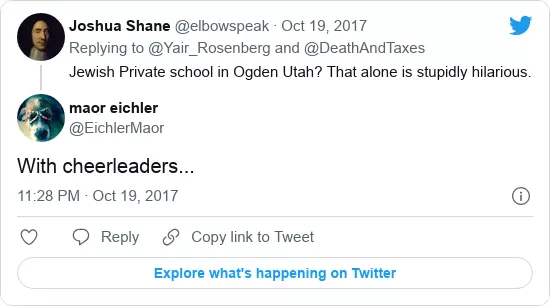 Joshua Shane @elbowspeak · Oct 19, 2017
Replying to @Yair_Rosenberg and @DeathAndTaxes
Jewish Private school in Ogden Utah? That alone is stupidly hilarious.
maor eichler
@EichlerMaor
With cheerleaders...
11:28 PM · Oct 19, 2017
Reply
Copy link to Tweet
Explore what's happening on Twitter